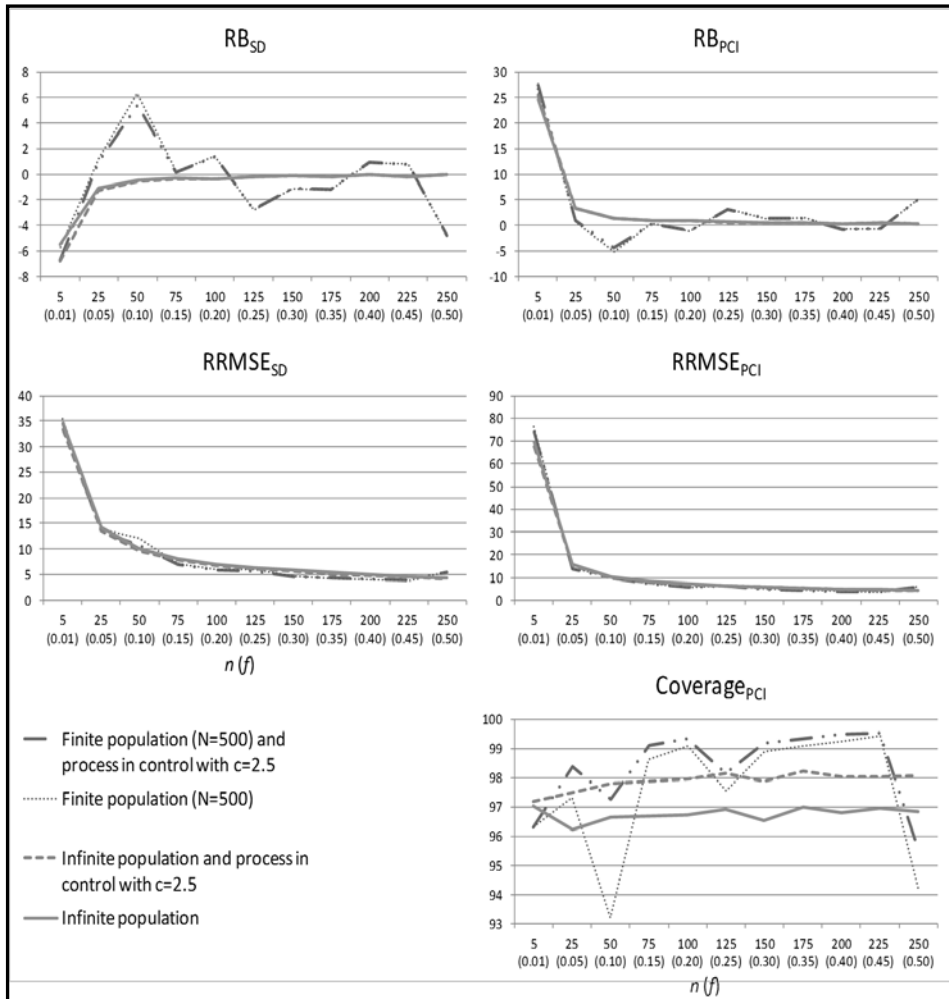 RB_SD
8
6
4
2
0
-2
-4
-6
-8
5 25 50 75 100 125 150 175 200 225 250
(0.01) (0.05) (0.10) (0.15) (0.20) (0.25) (0.30) (0.35) (0.40) (0.45) (0.50)
RB_PCI
30
25
20
15
10
5
0
-5
-10
5 25 50 75 100 125 150 175 200 225 250
(0.01) (0.05) (0.10) (0.15) (0.20) (0.25) (0.30) (0.35) (0.40) (0.45) (0.50)
RRMSE_SD
40
35
30
25
20
15
10
5
0
5 25 50 75 100 125 150 175 200 225 250
(0.01) (0.05) (0.10) (0.15) (0.20) (0.25) (0.30) (0.35) (0.40) (0.45) (0.50)
n (f)
RRMSE_PCI
90
80
70
60
50
40
30
20
10
0
5 25 50 75 100 125 150 175 200 225 250
(0.01) (0.05) (0.10) (0.15) (0.20) (0.25) (0.30) (0.35) (0.40) (0.45) (0.50)
Finite population (N=500) and
process in control with c=2.5
Finite population (N=500)
Infinite population and process in
control with c=2.5
Infinite population
Coverage_PCI
100
99
98
97
96
95
94
93
5 25 50 75 100 125 150 175 200 225 250
(0.01) (0.05) (0.10) (0.15) (0.20) (0.25) (0.30) (0.35) (0.40) (0.45) (0.50)
n (f)